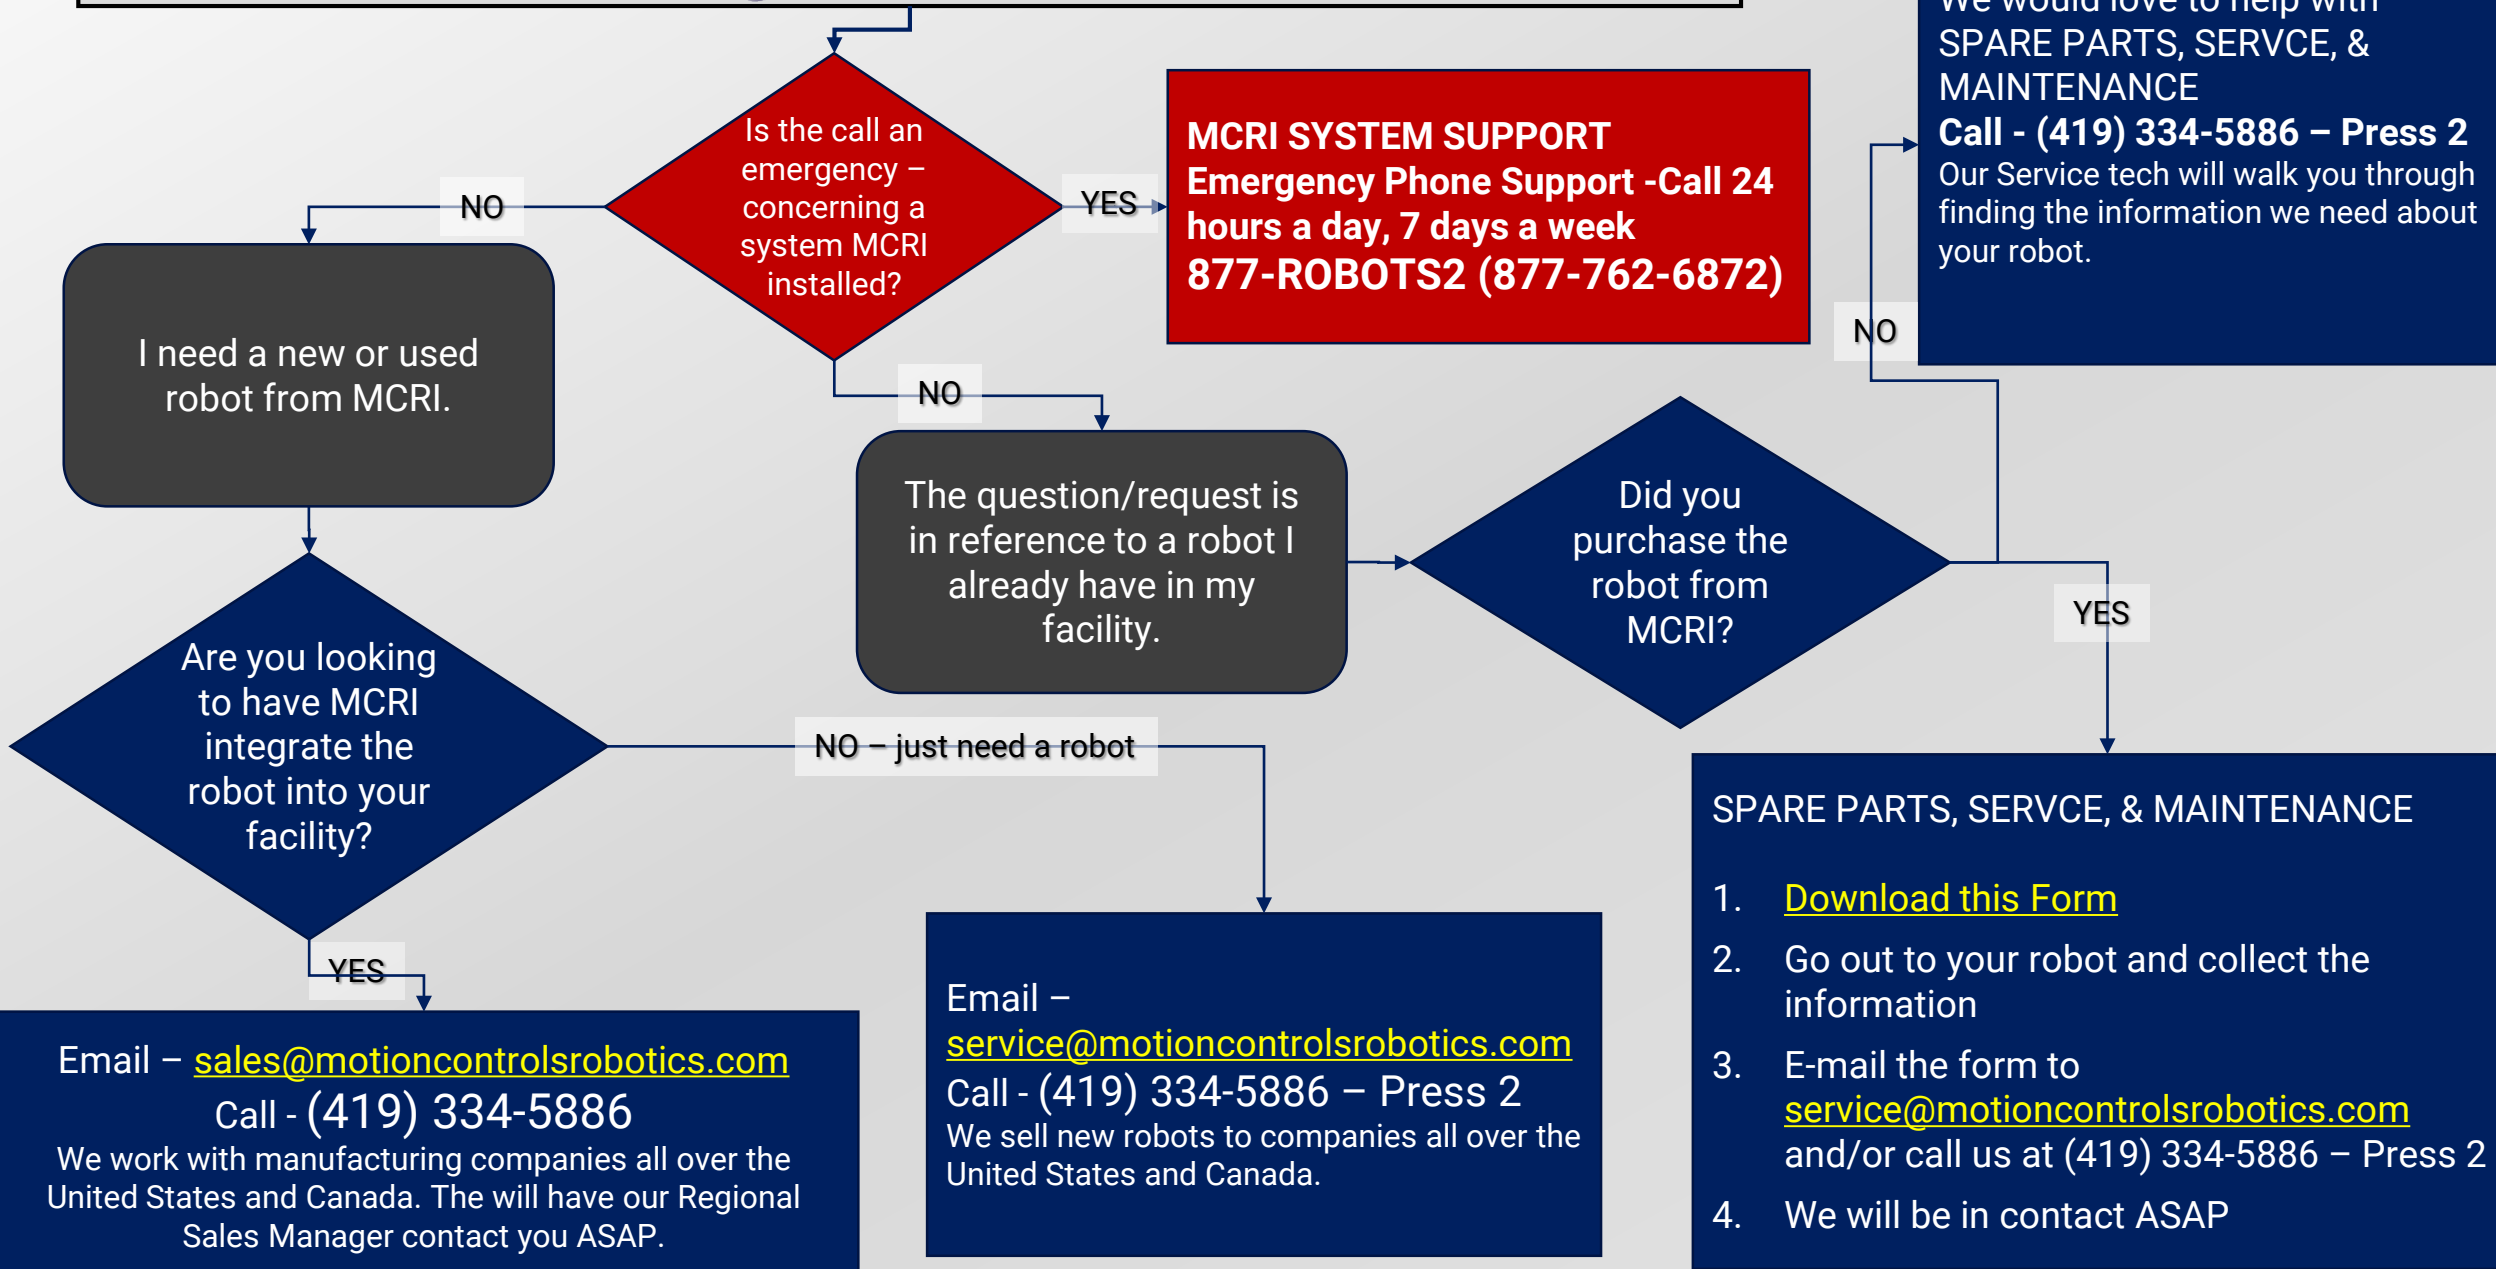 We would love to help with
SPARE PARTS, SERVCE, &
MAINTENANCE
Call - (419) 334-5886 – Press 2
Our Service tech will walk you through
finding the information we need about
your robot.
Is the call an
emergency –
concerning a
system MCRI
installed?
NO
YES
MCRI SYSTEM SUPPORT
Emergency Phone Support -Call 24
hours a day, 7 days a week
877-ROBOTS2 (877-762-6872)
NO
I need a new or used
robot from MCRI.
NO
The question/request is
in reference to a robot I
already have in my
facility.
Did you
purchase the
robot from
MCRI?
YES
Are you looking
to have MCRI
integrate the
robot into your
facility?
NO – just need a robot
YES
Email – sales@motioncontrolsrobotics.com
Call - (419) 334-5886
We work with manufacturing companies all over the
United States and Canada. The will have our Regional
Sales Manager contact you ASAP.
Email –
service@motioncontrolsrobotics.com
Call - (419) 334-5886 – Press 2
We sell new robots to companies all over the
United States and Canada.
SPARE PARTS, SERVCE, & MAINTENANCE
1. Download this Form
2. Go out to your robot and collect the
information
3. E-mail the form to
service@motioncontrolsrobotics.com
and/or call us at (419) 334-5886 – Press 2
4. We will be in contact ASAP